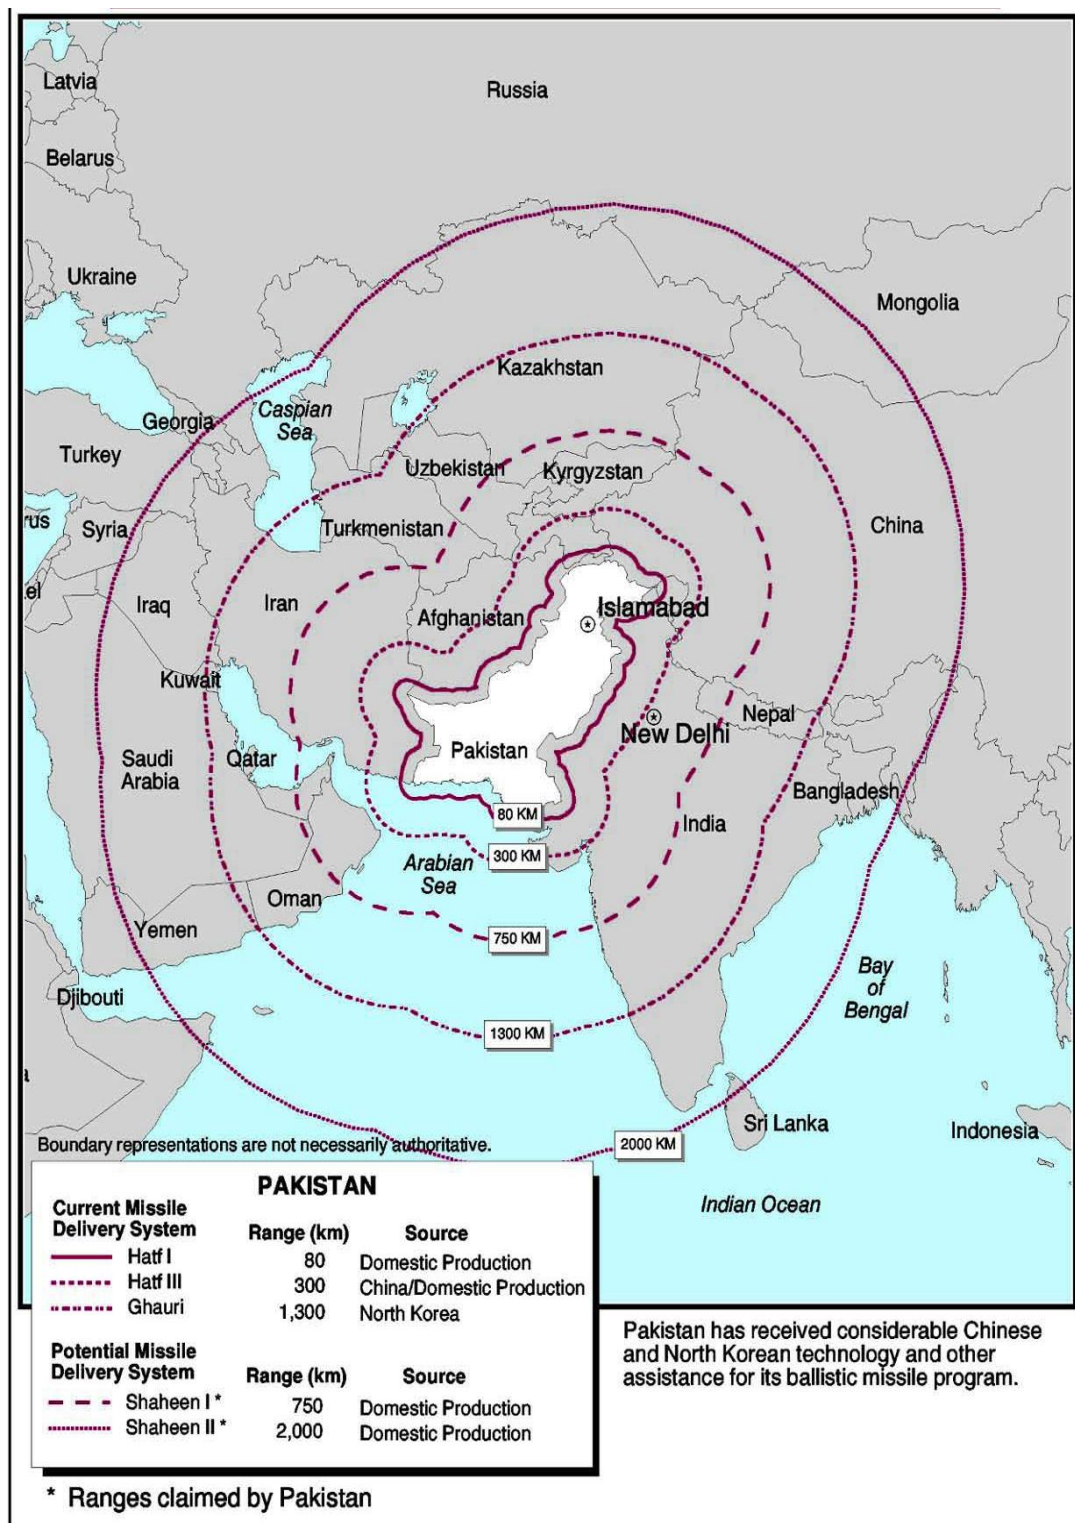 Latvia
Russia
Belarus
Ukraine
Mongolia
Kazakhstan
Georgia
Caspian
Sea
Turkey
Uzbekistan
Kyrgyzstan
rus
Syria
Turkmenistan
China
el
Iraq
Iran
Afghanistan
Islamabad
Kuwait
Nepal
New Delhi
Saudi
Arabia
Qatar
Pakistan
Bangladesh
80 KM
India
300 KM
Arabian
Sea
Oman
Yemen
750 KM
Bay
of
Bengal
Djibouti
1300 KM
a
Sri Lanka
Indonesia
2000 KM
Boundary representations are not necessarily authoritative.
Indian Ocean
PAKISTAN
Current Missile
Delivery System Range (km) Source
Hatf I 80 Domestic Production
Hatf III 300 China/Domestic Production
Ghauri 1,300 North Korea
Potential Missile
Delivery System Range (km) Source
Shaheen I * 750 Domestic Production
Shaheen II * 2,000 Domestic Production
Pakistan has received considerable Chinese
and North Korean technology and other
assistance for its ballistic missile program.
* Ranges claimed by Pakistan